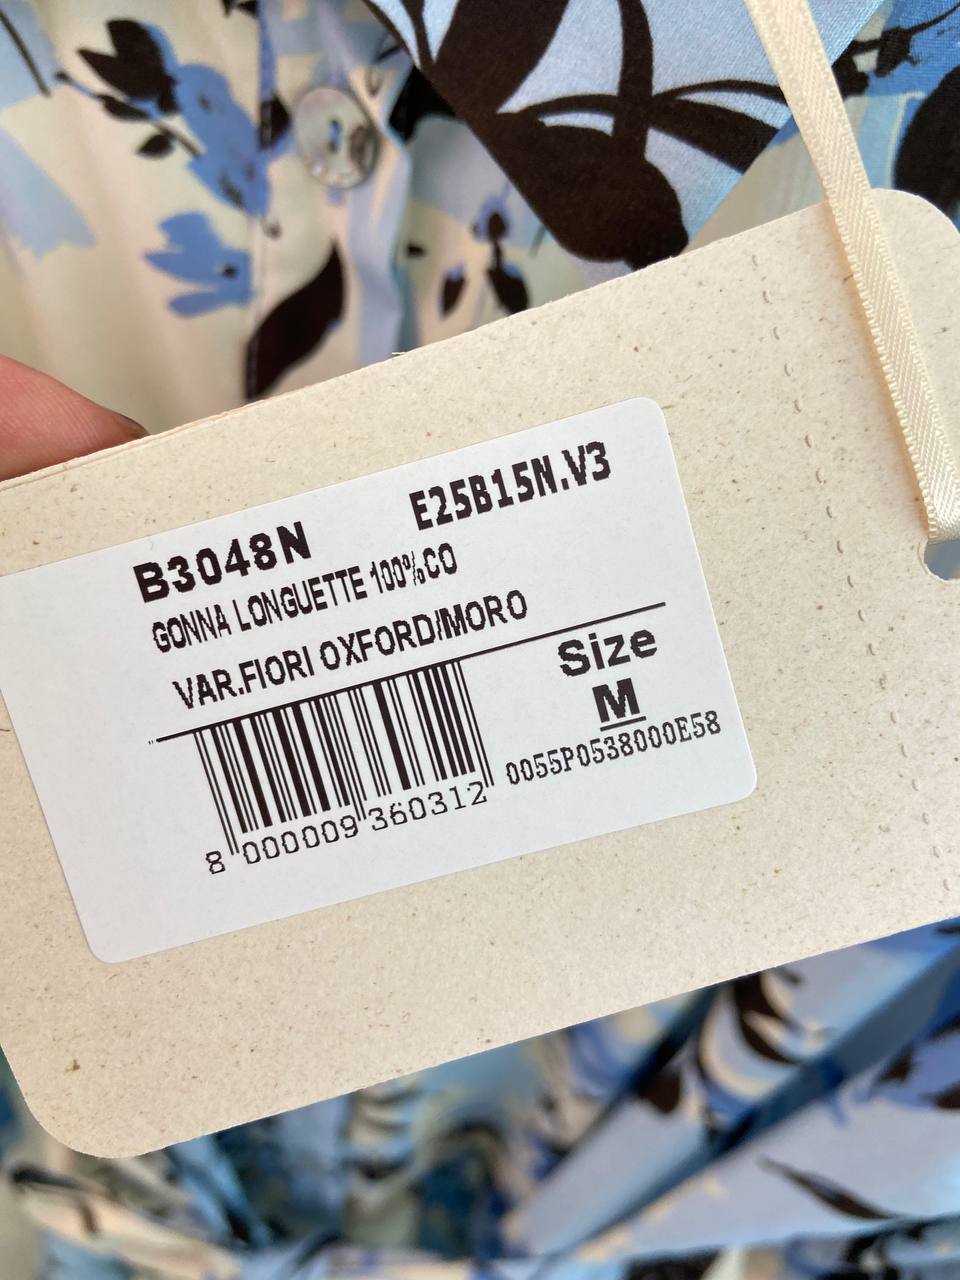 B3048N E25B15N.V3
GONNA LONGUETTE 100%CO
VAR.FIORI OXFORD/MORO
Size
M
0055P0538000E58
8 000009 360312